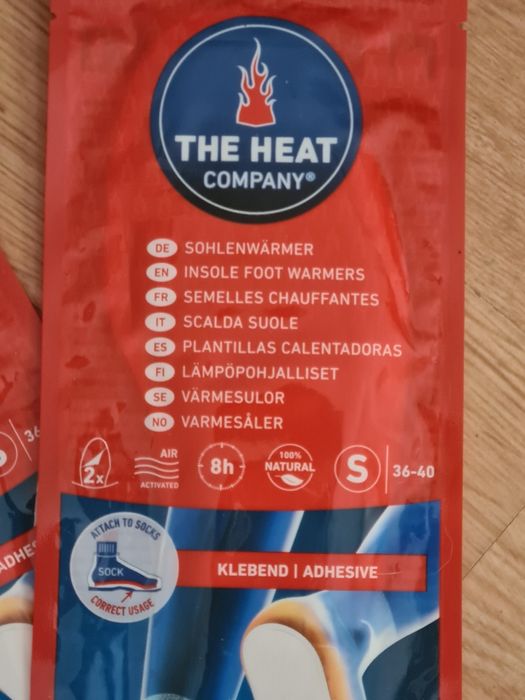 THE HEAT
COMPANY®
DE SOHLENWÄRMER
EN INSOLE FOOT WARMERS
FR SEMELLES CHAUFFANTES
IT SCALDA SUOLE
ES PLANTILLAS CALENTADORAS
FI LÄMPÖPOHJALLISET
SE VÄRMESULOR
NO VARMESÅLER
2x
AIR
ACTIVATED
8h
100%
NATURAL
S
36-40
36
ATTACH TO SOCKS
SOCK
CORRECT USAGE
KLEBEND | ADHESIVE